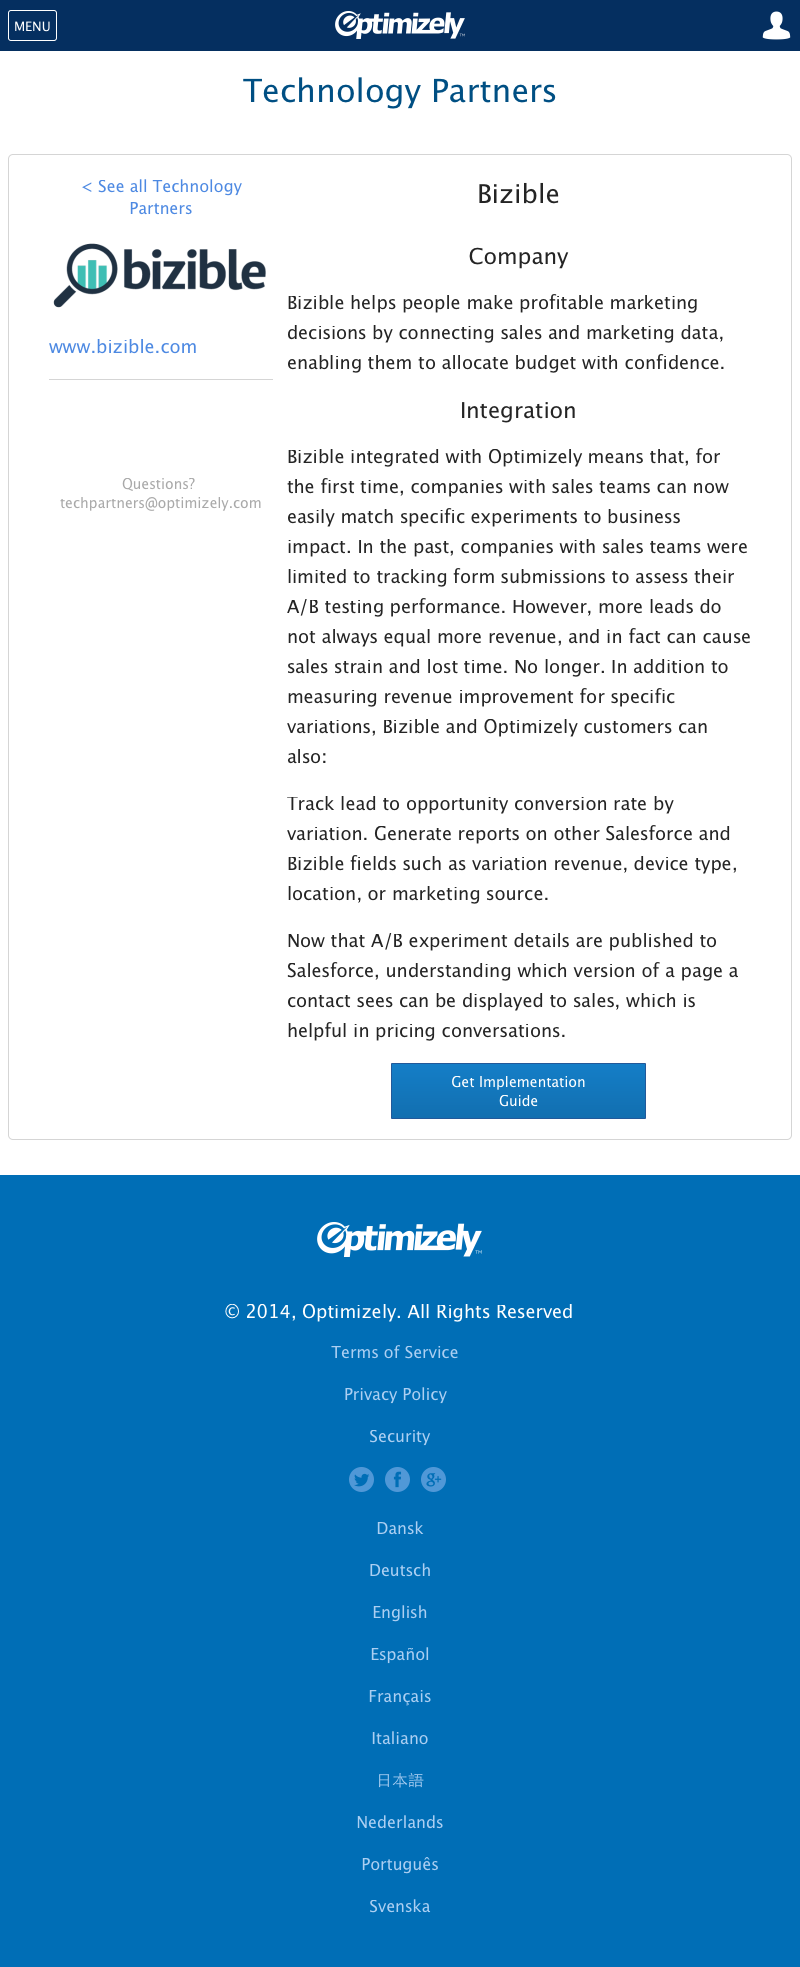 MENU
Optimizely
Technology Partners
< See all Technology
Partners
bizible
www.bizible.com
Questions?
techpartners@optimizely.com
Bizible
Company
Bizible helps people make profitable marketing
decisions by connecting sales and marketing data,
enabling them to allocate budget with confidence.
Integration
Bizible integrated with Optimizely means that, for
the first time, companies with sales teams can now
easily match specific experiments to business
impact. In the past, companies with sales teams were
limited to tracking form submissions to assess their
A/B testing performance. However, more leads do
not always equal more revenue, and in fact can cause
sales strain and lost time. No longer. In addition to
measuring revenue improvement for specific
variations, Bizible and Optimizely customers can
also:
Track lead to opportunity conversion rate by
variation. Generate reports on other Salesforce and
Bizible fields such as variation revenue, device type,
location, or marketing source.
Now that A/B experiment details are published to
Salesforce, understanding which version of a page a
contact sees can be displayed to sales, which is
helpful in pricing conversations.
Get Implementation
Guide
Optimizely™
© 2014, Optimizely. All Rights Reserved
Terms of Service
Privacy Policy
Security
Dansk
Deutsch
English
Español
Français
Italiano
日本語
Nederlands
Português
Svenska